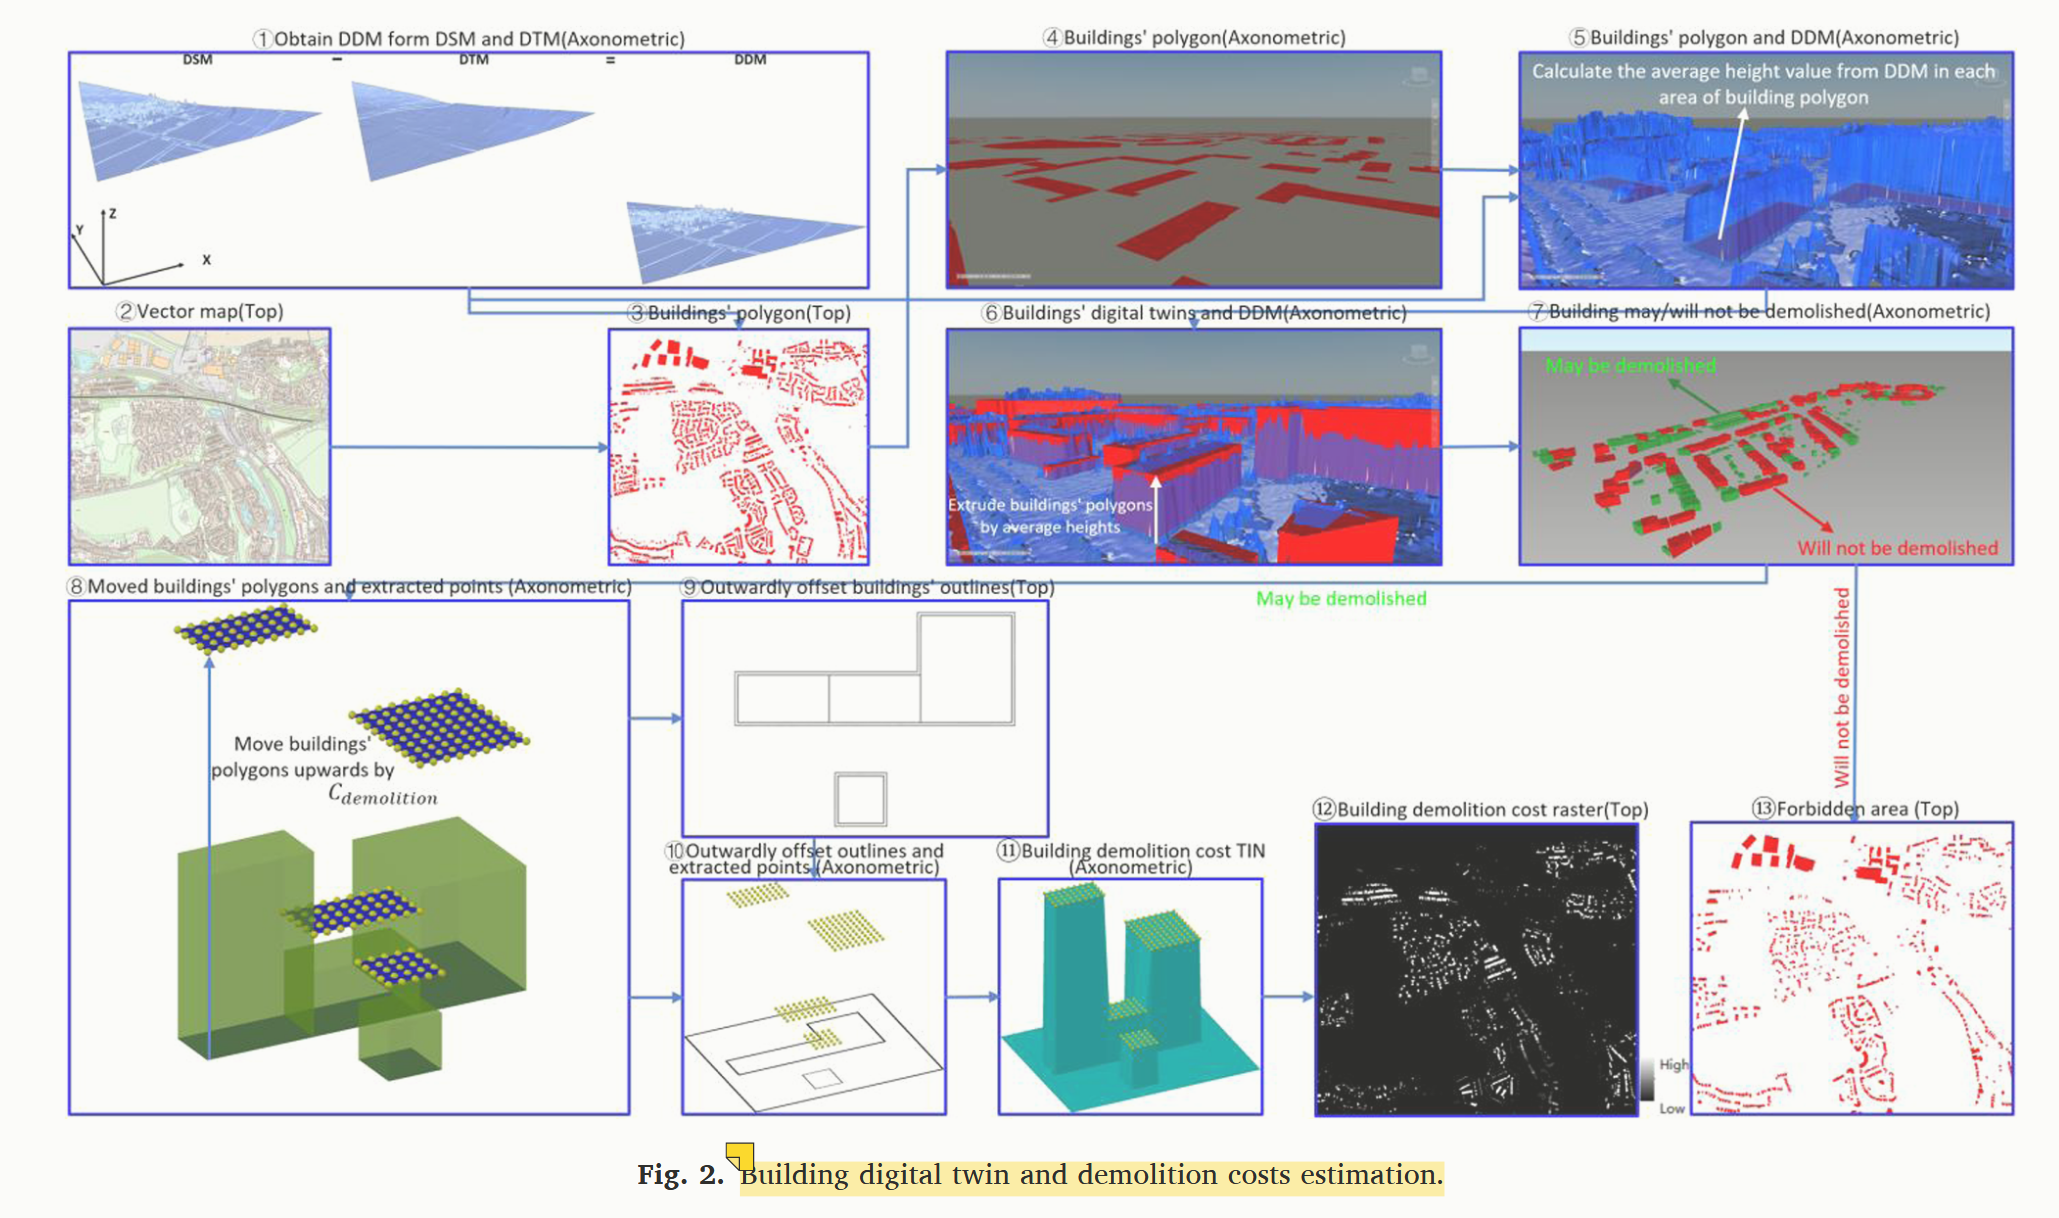 ①Obtain DDM form DSM and DTM(Axonometric)
DSM − DTM = DDM
Z
Y
X
④Buildings' polygon(Axonometric)
⑤Buildings' polygon and DDM(Axonometric)
Calculate the average height value from DDM in each
area of building polygon
②Vector map(Top)
③Buildings' polygon(Top)
⑥Buildings' digital twins and DDM(Axonometric)
Extrude buildings' polygons
by average heights
⑦Building may/will not be demolished(Axonometric)
May be demolished
Will not be demolished
⑧Moved buildings' polygons and extracted points (Axonometric)
Move buildings'
polygons upwards by
Cdemolition
⑨Outwardly offset buildings' outlines(Top)
May be demolished
Will not be demolished
⑩Outwardly offset outlines and
extracted points (Axonometric)
⑪Building demolition cost TIN
(Axonometric)
⑫Building demolition cost raster(Top)
High
Low
⑬Forbidden area (Top)
Fig. 2. Building digital twin and demolition costs estimation.